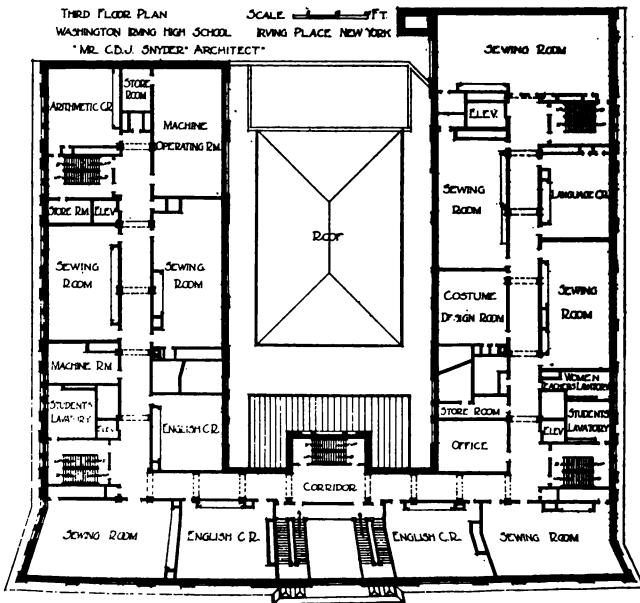 THIRD FLOOR PLAN SCALE FT.
WASHINGTON IRVING HIGH SCHOOL IRVING PLACE NEW YORK
"MR. C.B.J. SNYDER" ARCHITECT"
SEWING ROOM
STORE
ROOM
ARITHMETIC C.R.
MACHINE
OPERATING RM.
ELEV.
STORE RM.
ELEV
SEWING
ROOM
LANGUAGE C.R.
ROOF
SEWING
ROOM
SEWING
ROOM
COSTUME
DESIGN ROOM
SEWING
ROOM
MACHINE RM.
WOMEN
TEACHERS LAVATORY
STUDENTS
LAVATORY
ELEV
ENGLISH C.R.
STORE ROOM
STUDENTS
LAVATORY
ELEV
OFFICE
CORRIDOR
SEWING ROOM
ENGLISH C.R.
ENGLISH C.R.
SEWING ROOM